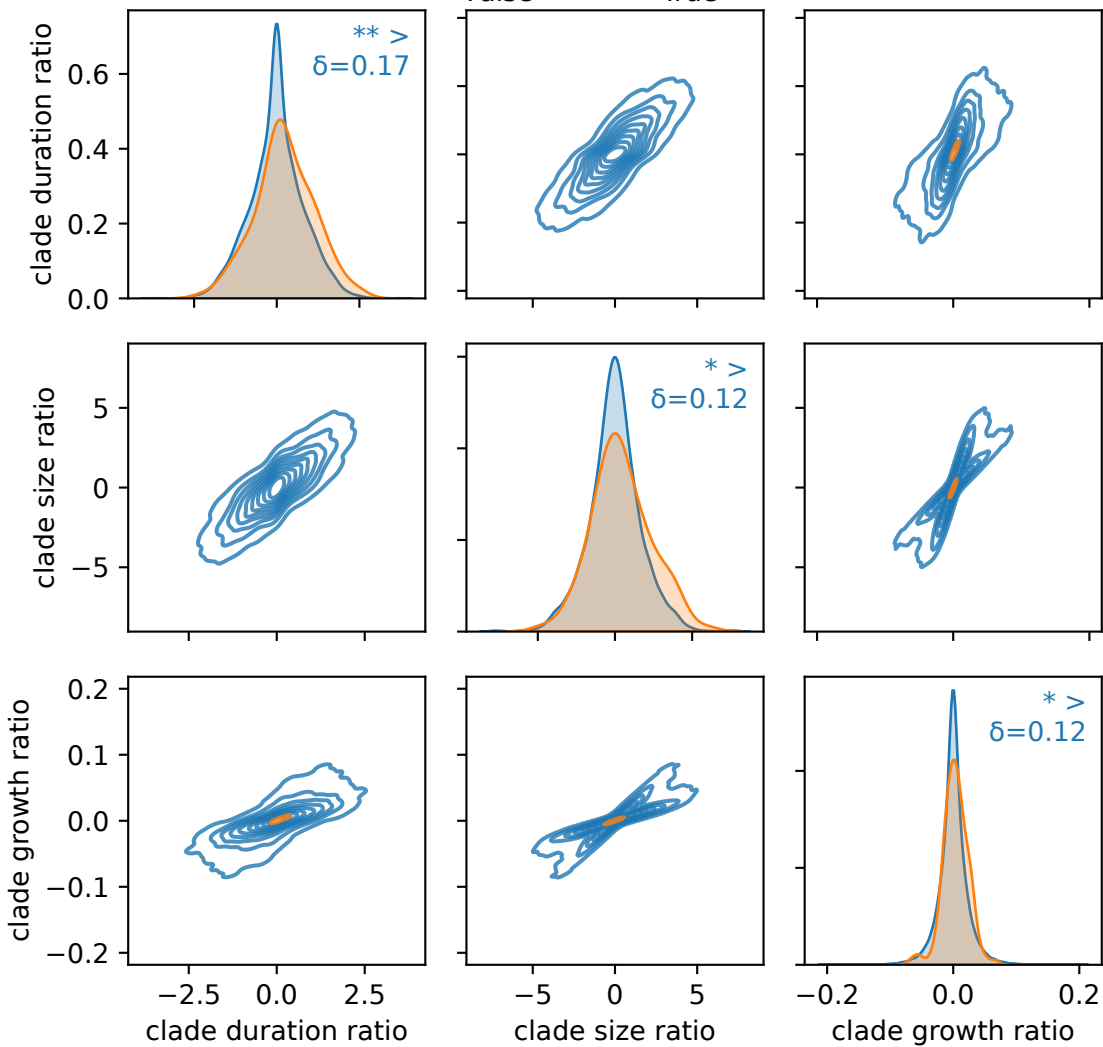 clade duration ratio
0.6
0.4
0.2
0.0
** >
δ=0.17
clade size ratio
5
0
−5
* >
δ=0.12
clade growth ratio
0.2
0.1
0.0
−0.1
−0.2
* >
δ=0.12
−2.5 0.0 2.5
−5 0 5
−0.2 0.0 0.2
clade duration ratio
clade size ratio
clade growth ratio